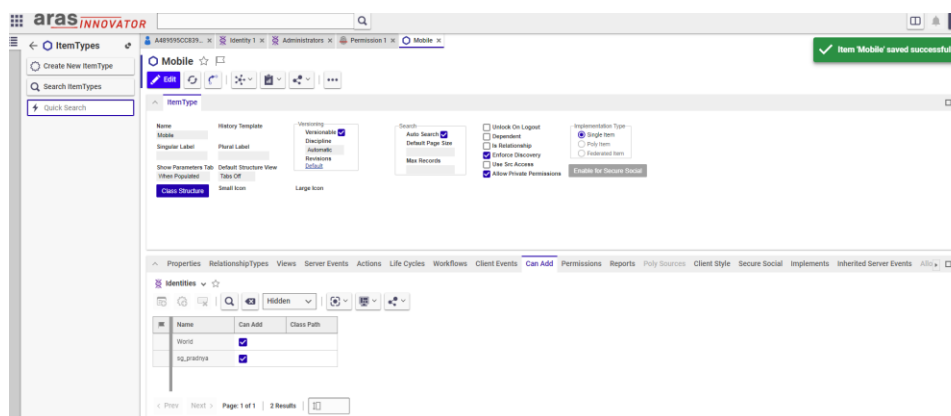 aras INNOVATOR
ItemTypes
Create New ItemType
Search ItemTypes
Quick Search
A489595CC839... × Identity 1 × Administrators × Permission 1 × Mobile ×
Item 'Mobile' saved successful
Mobile
Edit
ItemType
Name
Mobile
History Template
Singular Label
Plural Label
Show Parameters Tab
When Populated
Default Structure View
Tabs Off
Class Structure
Small Icon
Large Icon
Versioning
Versionable
Discipline
Automatic
Revisions
Default
Search
Auto Search
Default Page Size
Max Records
Unlock On Logout
Dependent
Is Relationship
Enforce Discovery
Use Src Access
Allow Private Permissions
Implementation Type
Single Item
Poly Item
Federated Item
Enable for Secure Social
Properties RelationshipTypes Views Server Events Actions Life Cycles Workflows Client Events Can Add Permissions Reports Poly Sources Client Style Secure Social Implements Inherited Server Events
Identities
Hidden
Name Can Add Class Path
World
sg_pradnya
< Prev Next > Page: 1 of 1 2 Results